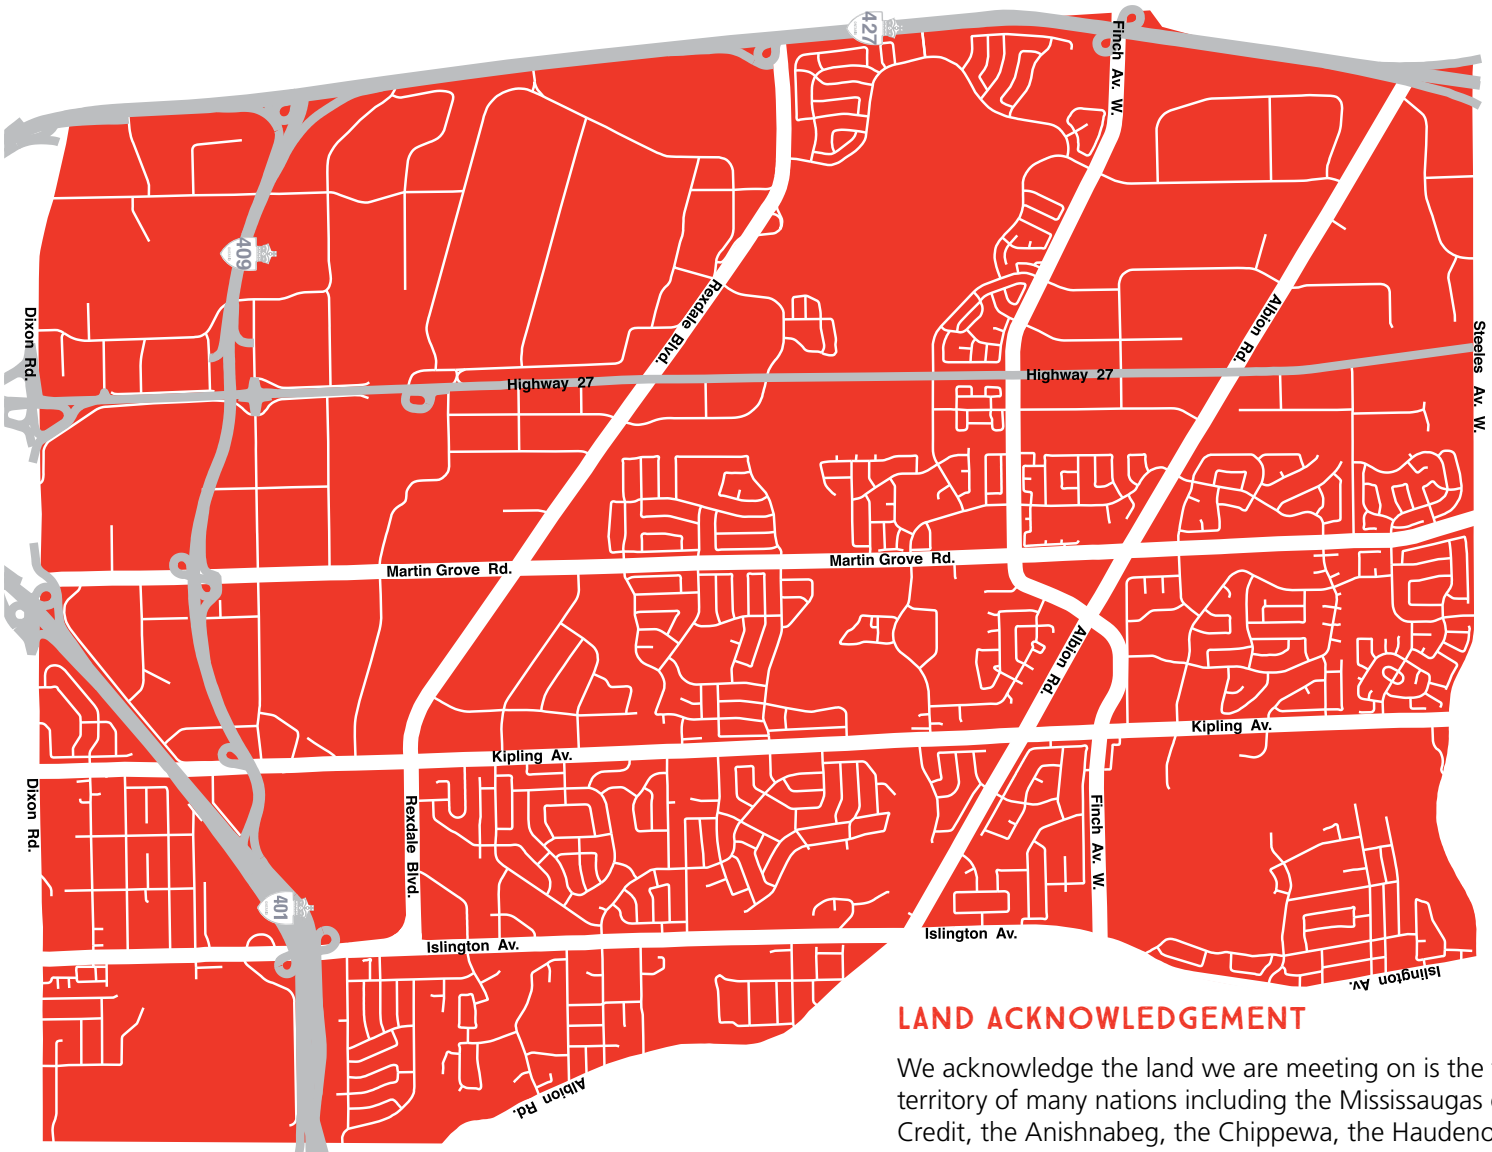 427
Finch Av. W.
409
Rexdale Blvd.
Albion Rd.
Dixon Rd.
Steeles Av. W.
Highway 27
Highway 27
Martin Grove Rd.
Martin Grove Rd.
Albion Rd.
Kipling Av.
Kipling Av.
Dixon Rd.
Rexdale Blvd.
Finch Av. W.
401
Islington Av.
Islington Av.
Islington Av.
Albion Rd.
LAND ACKNOWLEDGEMENT
We acknowledge the land we are meeting on is the
territory of many nations including the Mississaugas
Credit, the Anishnabeg, the Chippewa, the Haudeno